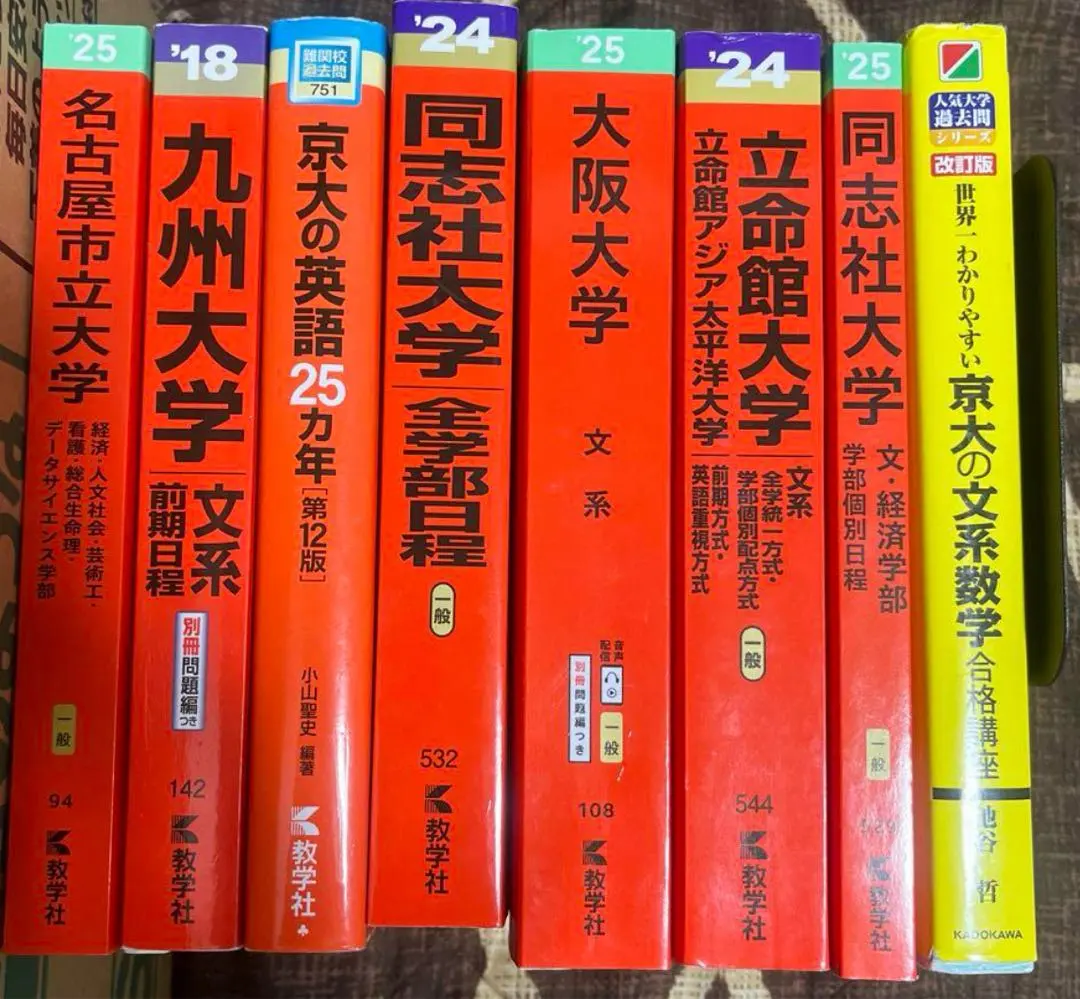 '25
名古屋市立大学
経済・人文社会・芸術工・
看護・総合生命理・
データサイエンス学部
一般
94
教学社
'18
九州大学
文系
前期日程
別冊問題編つき
142
教学社
難関校
過去問
751
京大の英語25カ年[第12版]
小山聖史 編著
教学社
'24
同志社大学
全学部日程
一般
532
教学社
'25
大阪大学
文系
音声
配信
別冊問題編つき
一般
108
教学社
'24
立命館大学
立命館アジア太平洋大学
文系
全学統一方式・
学部個別配点方式
前期方式・
英語重視方式
一般
544
教学社
'25
同志社大学
文・経済学部
学部個別日程
一般
教学社
人気大学
過去問
シリーズ
改訂版
世界一わかりやすい
京大の文系数学
合格講座
池谷 哲
KADOKAWA